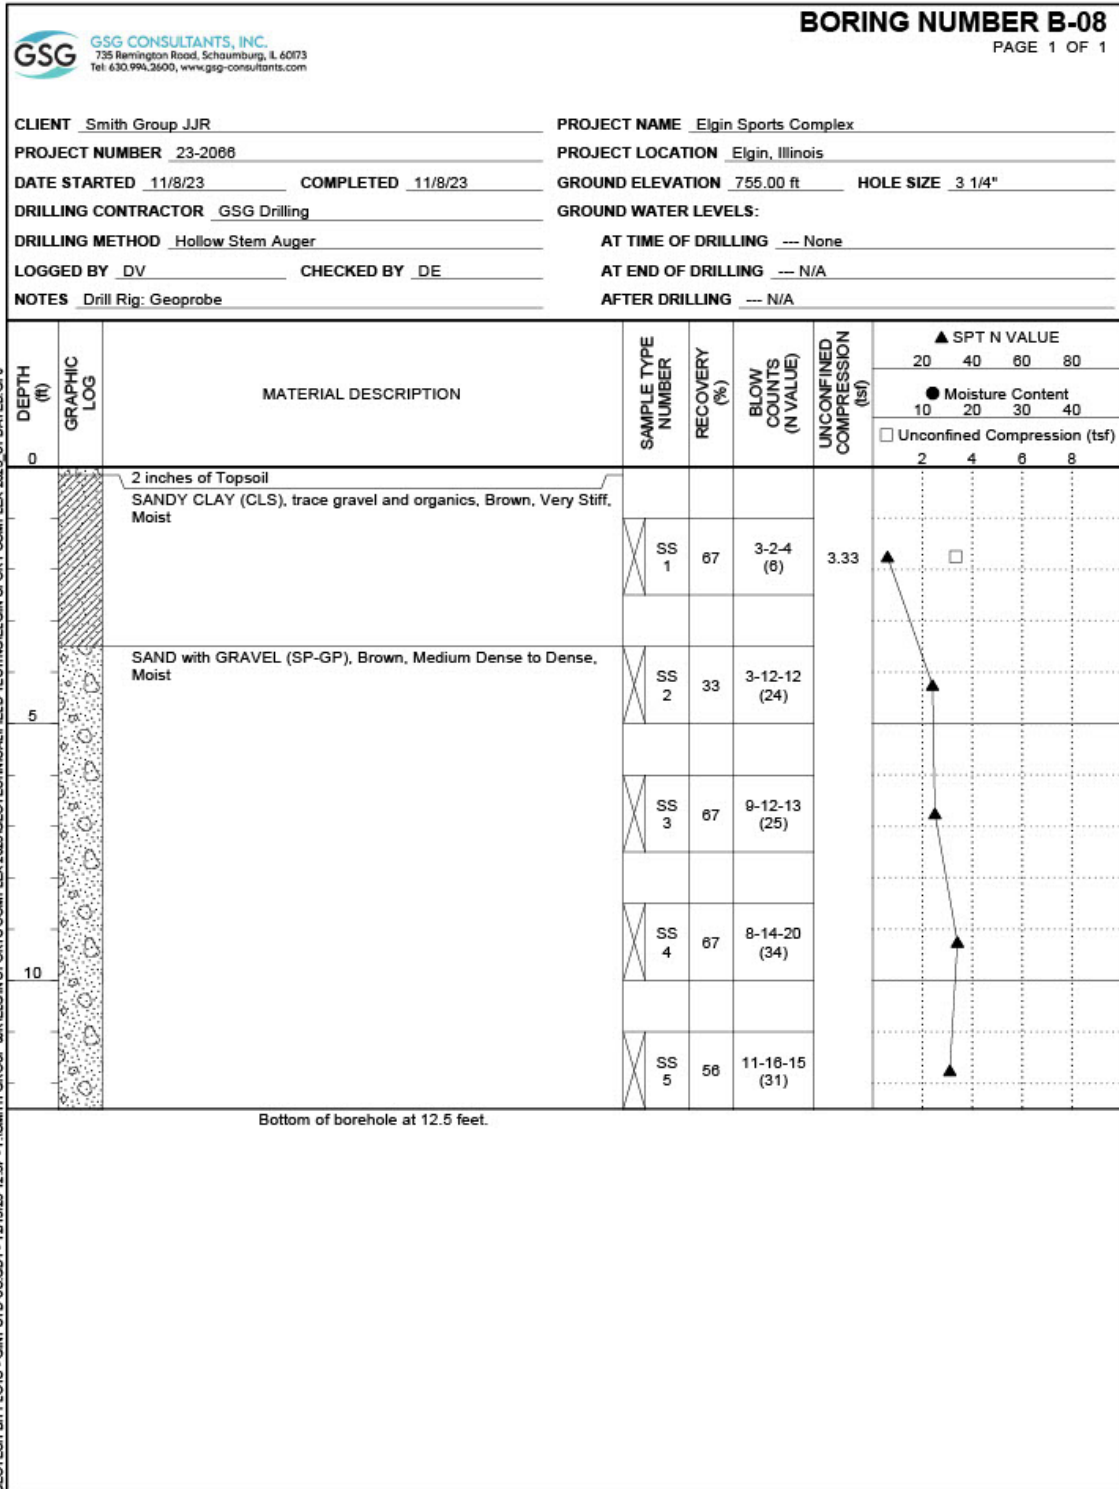 BORING NUMBER B-08
PAGE 1 OF 1
GSG
GSG CONSULTANTS, INC.
735 Remington Road, Schaumburg, IL 60173
Tel: 630.994.2600, www.gsg-consultants.com
CLIENT Smith Group JJR
PROJECT NAME Elgin Sports Complex
PROJECT NUMBER 23-2066
PROJECT LOCATION Elgin, Illinois
DATE STARTED 11/8/23 COMPLETED 11/8/23
GROUND ELEVATION 755.00 ft HOLE SIZE 3 1/4"
DRILLING CONTRACTOR GSG Drilling
GROUND WATER LEVELS:
DRILLING METHOD Hollow Stem Auger
AT TIME OF DRILLING --- None
LOGGED BY DV CHECKED BY DE
AT END OF DRILLING --- N/A
NOTES Drill Rig: Geoprobe
AFTER DRILLING --- N/A
DEPTH
(ft)
GRAPHIC
LOG
MATERIAL DESCRIPTION
SAMPLE TYPE
NUMBER
RECOVERY
(%)
BLOW
COUNTS
(N VALUE)
UNCONFINED
COMPRESSION
(tsf)
▲ SPT N VALUE
20 40 60 80
● Moisture Content
10 20 30 40
□ Unconfined Compression (tsf)
2 4 6 8
0
2 inches of Topsoil
SANDY CLAY (CLS), trace gravel and organics, Brown, Very Stiff,
Moist
SS
1
67
3-2-4
(6)
3.33
SAND with GRAVEL (SP-GP), Brown, Medium Dense to Dense,
Moist
SS
2
33
3-12-12
(24)
5
SS
3
67
9-12-13
(25)
SS
4
67
8-14-20
(34)
10
SS
5
56
11-16-15
(31)
Bottom of borehole at 12.5 feet.